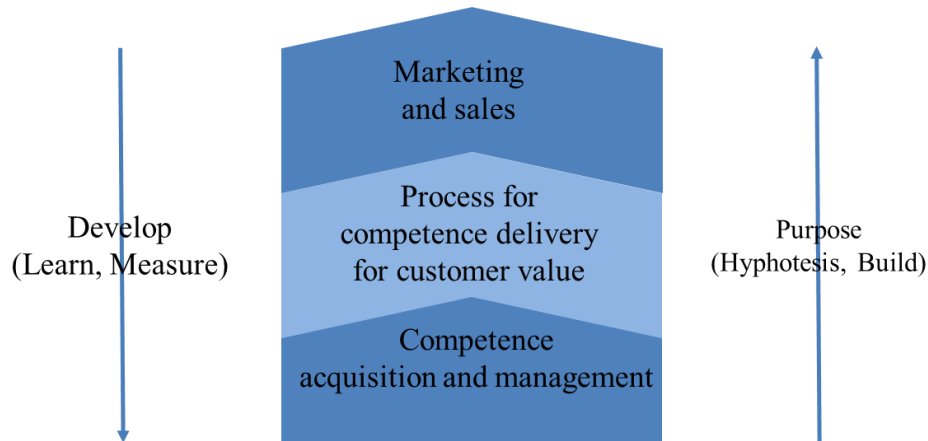 Marketing
and sales
Develop
(Learn, Measure)
Process for
competence delivery
for customer value
Purpose
(Hyphotesis, Build)
Competence
acquisition and management